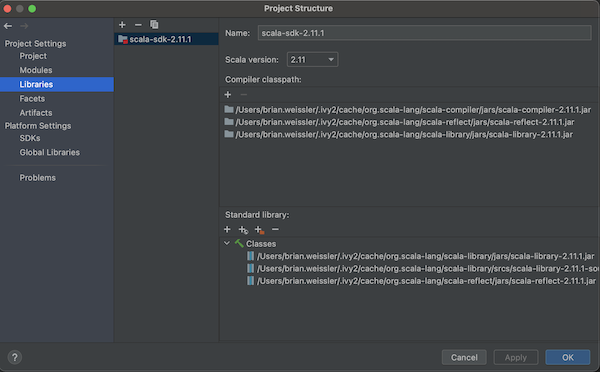 Project Structure
Project Settings
Project
Modules
Libraries
Facets
Artifacts
Platform Settings
SDKs
Global Libraries
Problems
scala-sdk-2.11.1
Name: scala-sdk-2.11.1
Scala version: 2.11
Compiler classpath:
/Users/brian.weissler/.ivy2/cache/org.scala-lang/scala-compiler/jars/scala-compiler-2.11.1.jar
/Users/brian.weissler/.ivy2/cache/org.scala-lang/scala-reflect/jars/scala-reflect-2.11.1.jar
/Users/brian.weissler/.ivy2/cache/org.scala-lang/scala-library/jars/scala-library-2.11.1.jar
Standard library:
Classes
/Users/brian.weissler/.ivy2/cache/org.scala-lang/scala-library/jars/scala-library-2.11.1.jar
/Users/brian.weissler/.ivy2/cache/org.scala-lang/scala-library/srcs/scala-library-2.11.1-sou
/Users/brian.weissler/.ivy2/cache/org.scala-lang/scala-reflect/jars/scala-reflect-2.11.1.jar
? Cancel Apply OK